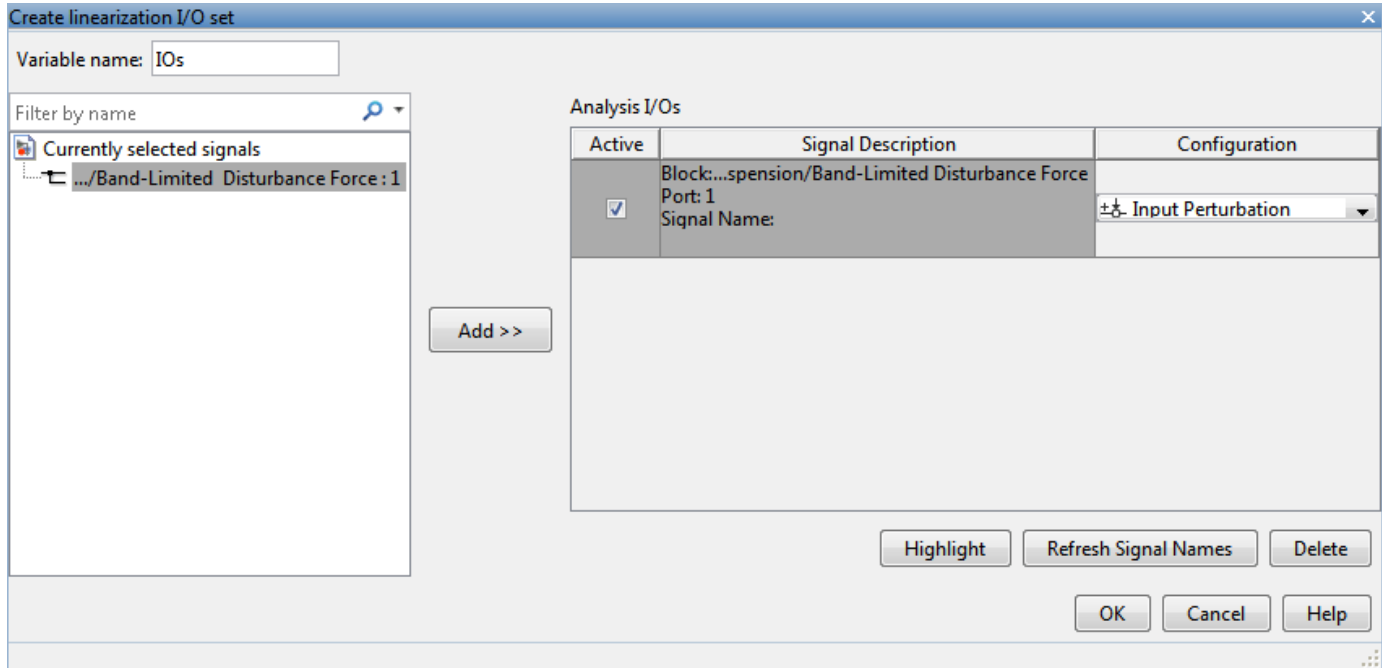 Create linearization I/O set
Variable name: IOs
Filter by name
Currently selected signals
.../Band-Limited Disturbance Force : 1
Add >>
Analysis I/Os
Active Signal Description Configuration
Block:...spension/Band-Limited Disturbance Force
Port: 1
Signal Name:
Input Perturbation
Highlight Refresh Signal Names Delete
OK Cancel Help